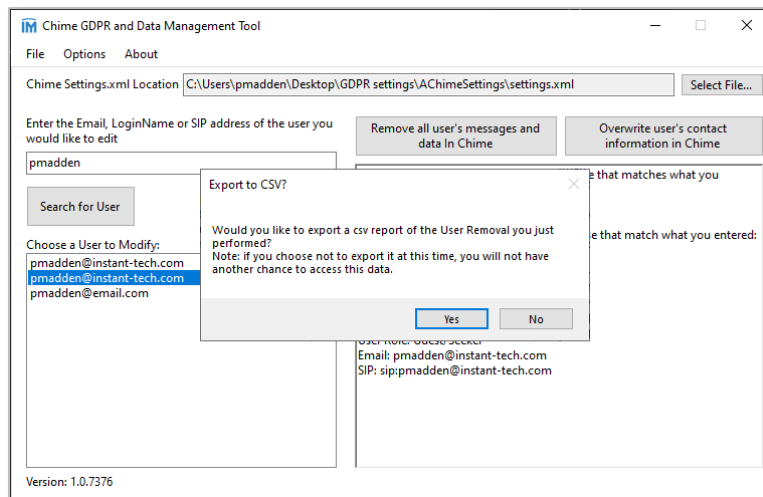 Chime GDPR and Data Management Tool
File Options About
Chime Settings.xml Location C:\Users\pmadden\Desktop\GDPR settings\AChimeSettings\settings.xml Select File...
Enter the Email, LoginName or SIP address of the user you
would like to edit
pmadden
Search for User
Remove all user's messages and
data In Chime
Overwrite user's contact
information in Chime
Choose a User to Modify:
pmadden@instant-tech.com
pmadden@instant-tech.com
pmadden@email.com
that matches what you
se that match what you entered:
Export to CSV?
Would you like to export a csv report of the User Removal you just
performed?
Note: if you choose not to export it at this time, you will not have
another chance to access this data.
Yes No
User Role: Guest/Seeker
Email: pmadden@instant-tech.com
SIP: sip:pmadden@instant-tech.com
Version: 1.0.7376